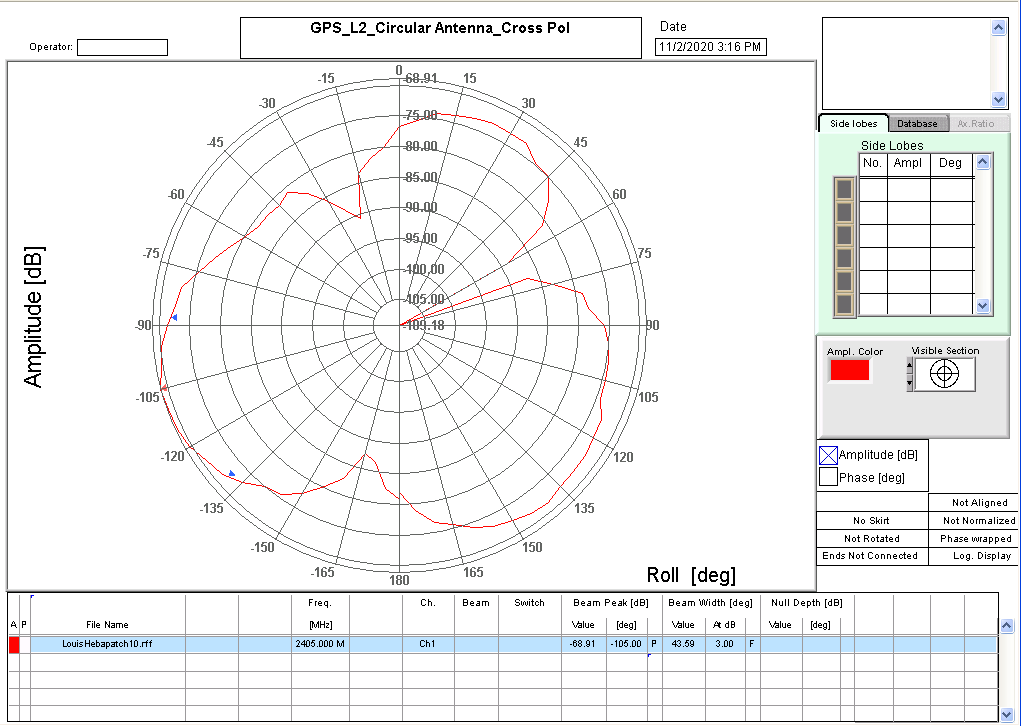 GPS_L2_Circular Antenna_Cross Pol
Date
Operator:
11/2/2020 3:16 PM
0
-68.91
-15
15
-30
30
-75.00
-45
45
-80.00
-85.00
-60
60
-90.00
-95.00
-75
75
-100.00
-105.00
-90
-109.18
90
-105
105
-120
120
-135
135
-150
150
-165
165
180
Amplitude [dB]
Roll [deg]
Side lobes
Database
Ax.Ratio
Side Lobes
No. Ampl Deg
Ampl. Color
Visible Section
Amplitude [dB]
Phase [deg]
Not Aligned
No Skirt
Not Normalized
Not Rotated
Phase wrapped
Ends Not Connected
Log. Display
Freq. Ch. Beam Switch Beam Peak [dB] Beam Width [deg] Null Depth [dB]
A P File Name [MHz] Value [deg] Value At dB Value [deg]
LouisHebapatch10.rff 2405.000 M Ch1 -68.91 -105.00 P 43.59 3.00 F